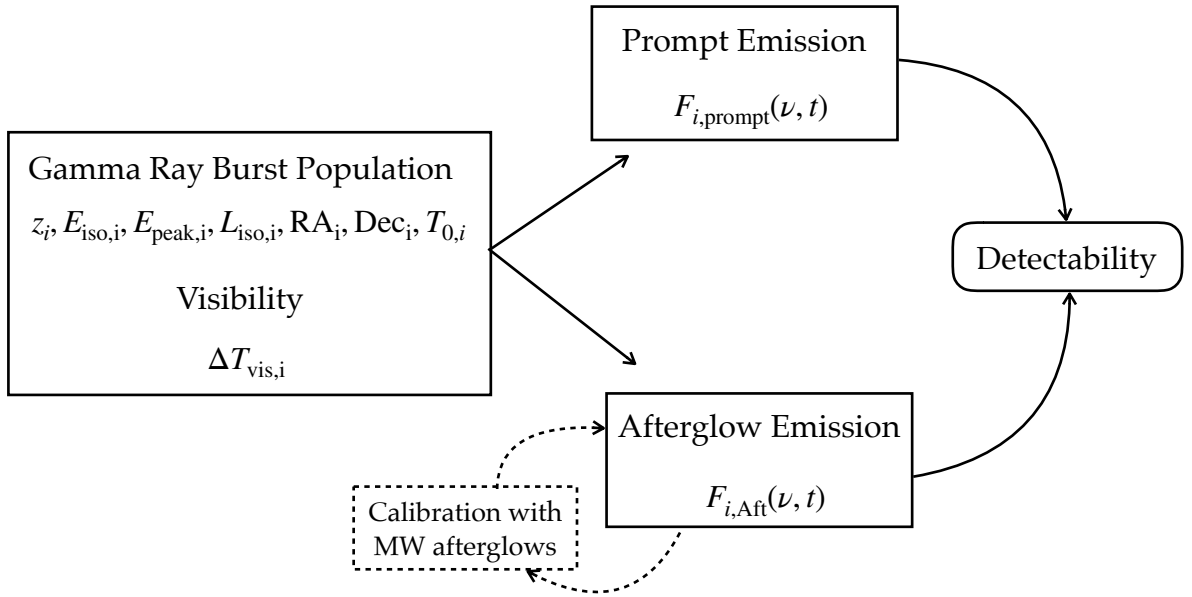 Prompt Emission
F_{i,prompt}(ν, t)
Gamma Ray Burst Population
z_i, E_{iso,i}, E_{peak,i}, L_{iso,i}, RA_i, Dec_i, T_{0,i}
Visibility
ΔT_{vis,i}
Detectability
Afterglow Emission
F_{i,Aft}(ν, t)
Calibration with
MW afterglows